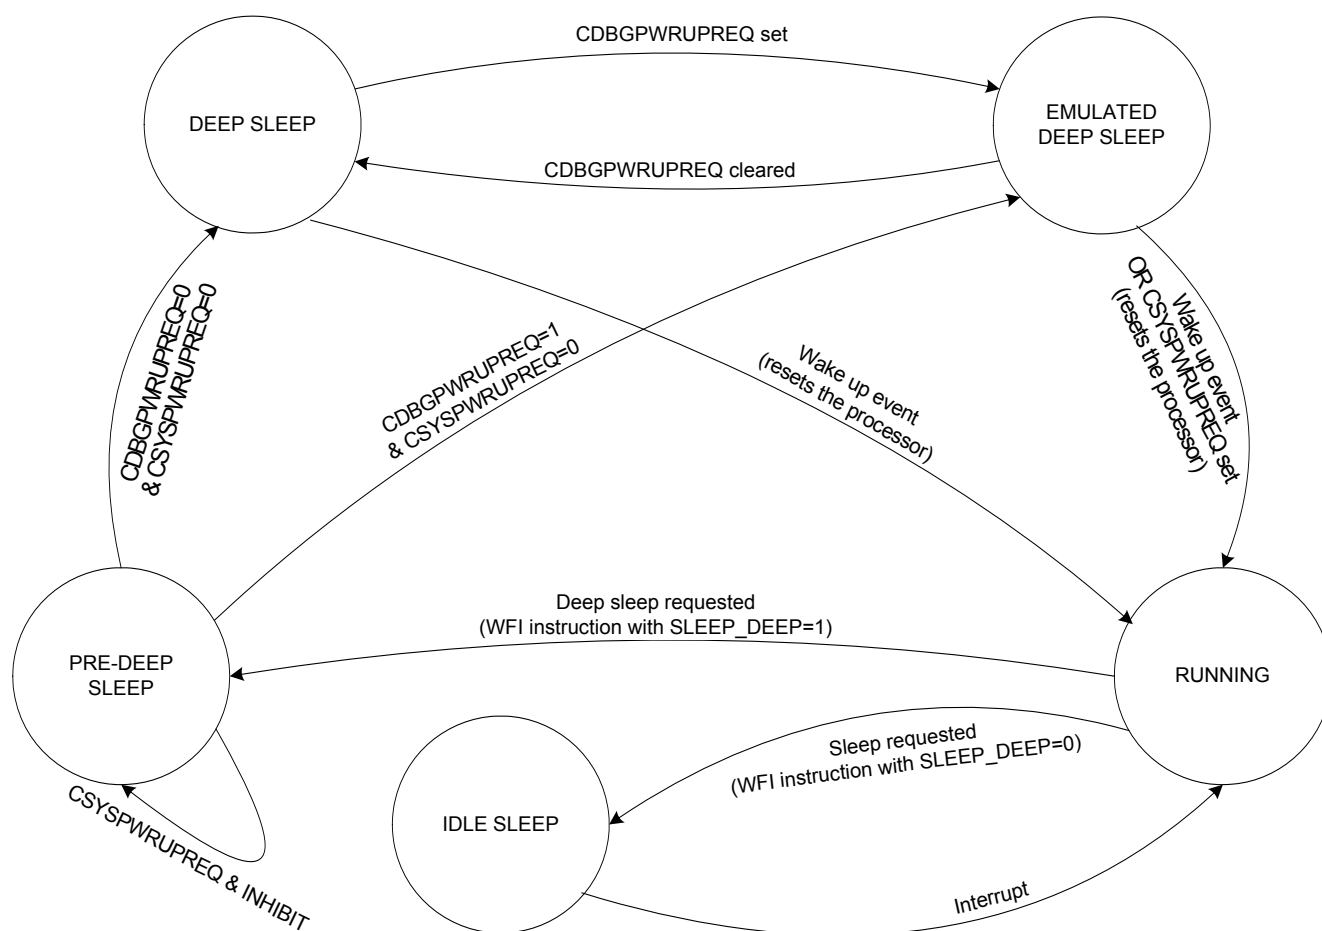 CDBGPWRUPREQ set
DEEP SLEEP
EMULATED
DEEP SLEEP
CDBGPWRUPREQ cleared
CDBGPWRUPREQ=0
& CSYSPWRUPREQ=0
CDBGPWRUPREQ=1
& CSYSPWRUPREQ=0
Wake up event
(resets the processor)
Wake up event
OR CSYSPWRUPREQ set
(resets the processor)
Deep sleep requested
(WFI instruction with SLEEP_DEEP=1)
PRE-DEEP
SLEEP
RUNNING
Sleep requested
(WFI instruction with SLEEP_DEEP=0)
IDLE SLEEP
CSYSPWRUPREQ & INHIBIT
Interrupt